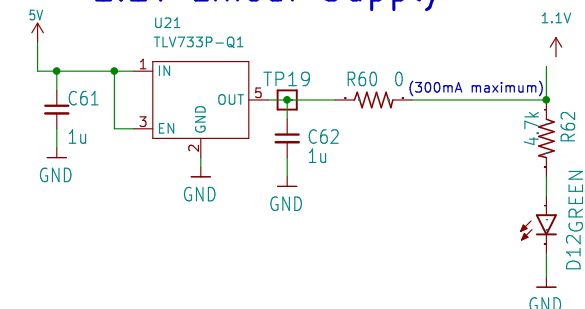 5V
U21
TLV733P-Q1
1.1V
1
IN
C61
1u
3
EN
GND
2
OUT
5
TP19
R60
0
(300mA maximum)
C62
1u
4.7k
R62
D12
GREEN
GND
GND
GND
GND